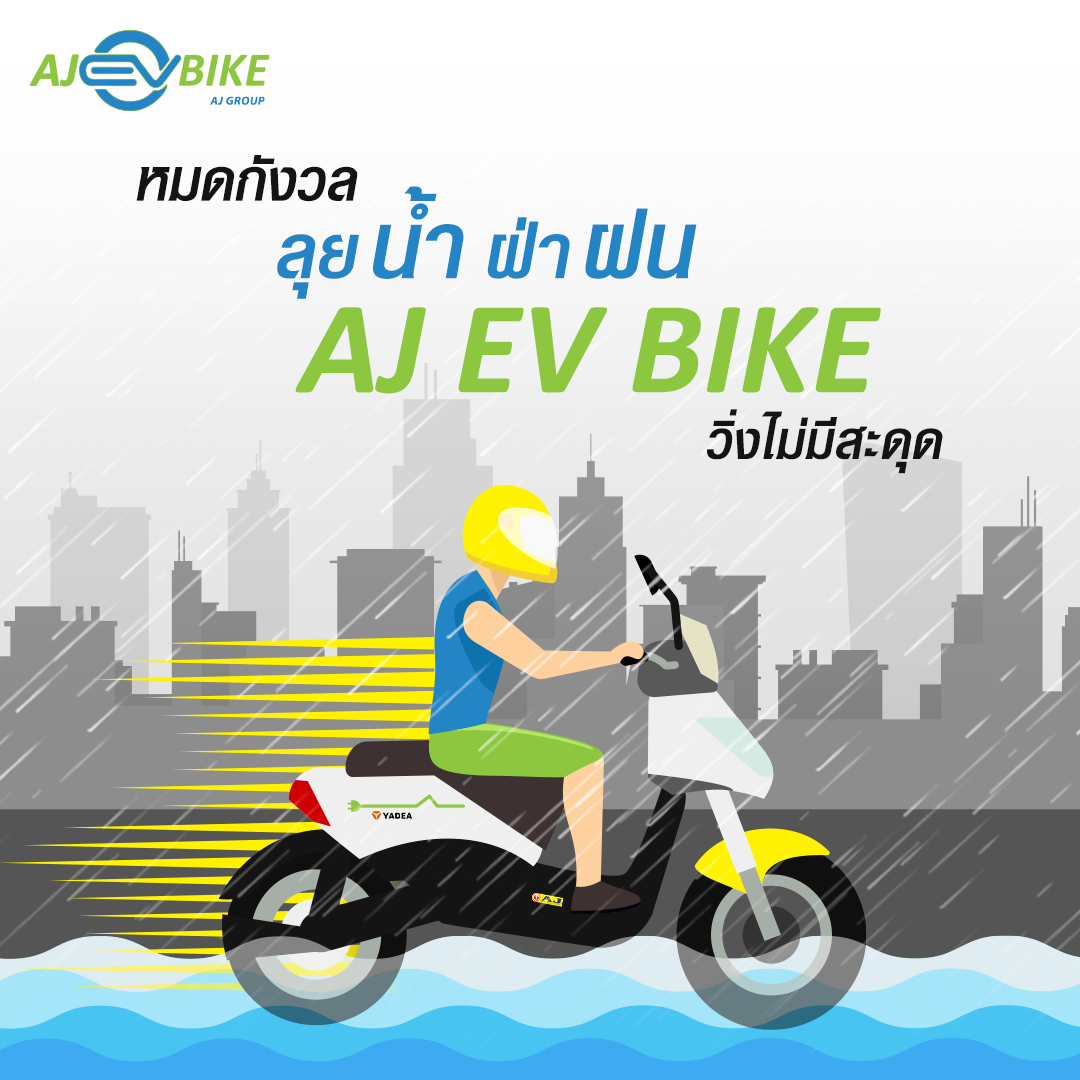 AJ EV BIKE
AJ GROUP
หมดกังวล
ลุยน้ำ ฝ่าฝน
AJ EV BIKE
วิ่งไม่มีสะดุด
YADEA
AJ